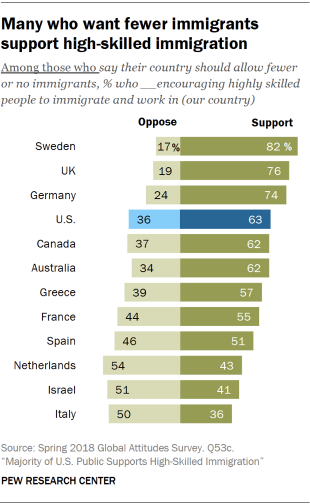 Many who want fewer immigrants
support high-skilled immigration
Among those who say their country should allow fewer
or no immigrants, % who __encouraging highly skilled
people to immigrate and work in (our country)
Oppose Support
Sweden 17% 82 %
UK 19 76
Germany 24 74
U.S. 36 63
Canada 37 62
Australia 34 62
Greece 39 57
France 44 55
Spain 46 51
Netherlands 54 43
Israel 51 41
Italy 50 36
Source: Spring 2018 Global Attitudes Survey. Q53c.
"Majority of U.S. Public Supports High-Skilled Immigration"
PEW RESEARCH CENTER